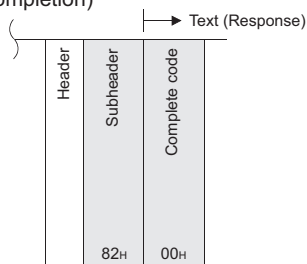 ompletion)
Text (Response)
Header
Subheader
Complete code
82H
00H